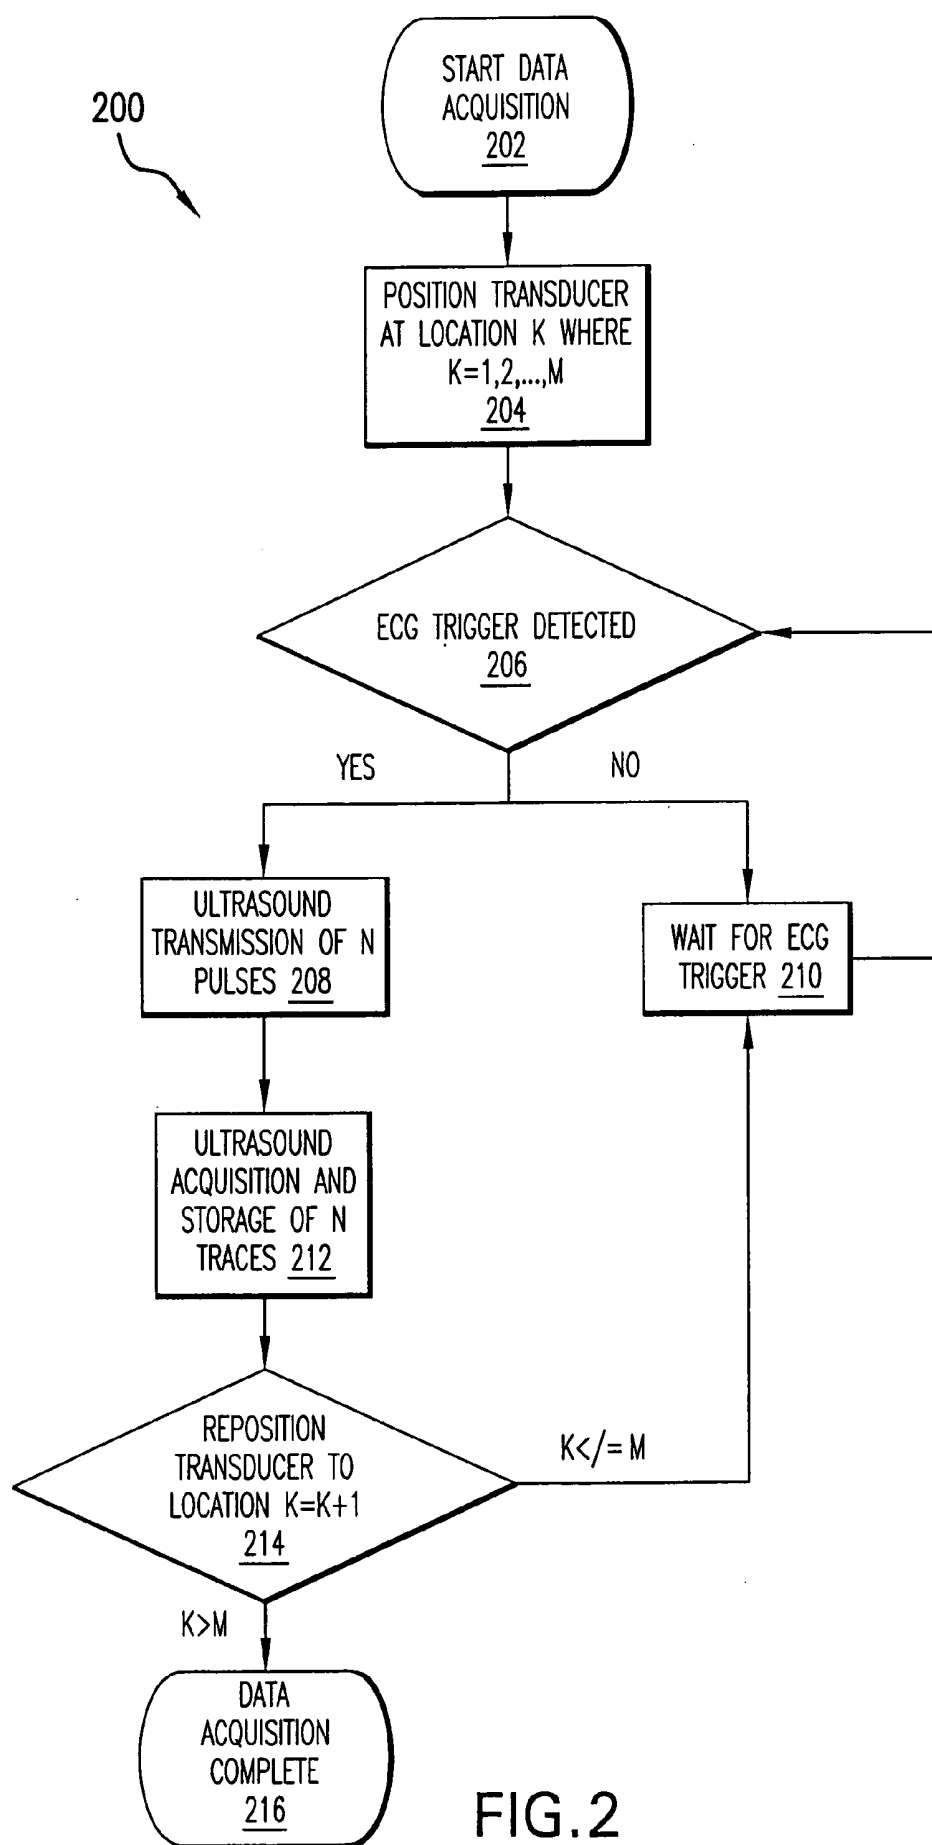 200
START DATA
ACQUISITION
202
POSITION TRANSDUCER
AT LOCATION K WHERE
K=1,2,...,M
204
ECG TRIGGER DETECTED
206
YES
NO
ULTRASOUND
TRANSMISSION OF N
PULSES 208
WAIT FOR ECG
TRIGGER 210
ULTRASOUND
ACQUISITION AND
STORAGE OF N
TRACES 212
REPOSITION
TRANSDUCER TO
LOCATION K=K+1
214
K</= M
K>M
DATA
ACQUISITION
COMPLETE
216
FIG.2